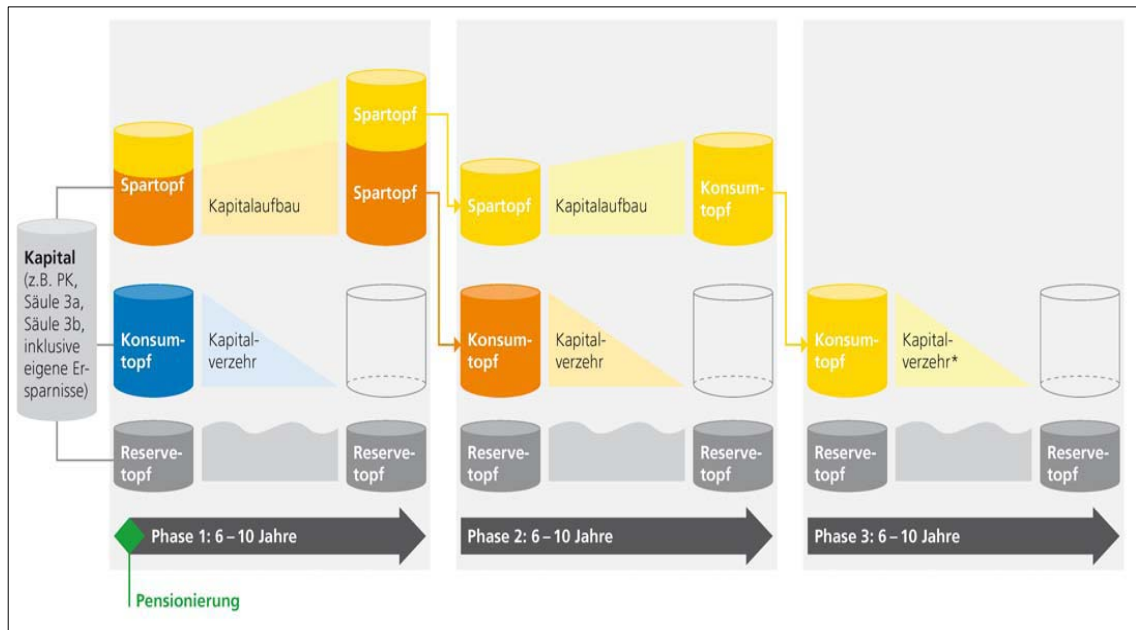 Spartopf
Kapitalaufbau
Spartopf
Spartopf
Spartopf
Kapitalaufbau
Konsum-
topf
Kapital
(z.B. PK,
Säule 3a,
Säule 3b,
inklusive
eigene Er-
sparnisse)
Konsum-
topf
Kapital-
verzehr
Konsum-
topf
Kapital-
verzehr
Konsum-
topf
Kapital-
verzehr*
Reserve-
topf
Reserve-
topf
Reserve-
topf
Reserve-
topf
Reserve-
topf
Reserve-
topf
Phase 1: 6 – 10 Jahre
Phase 2: 6 – 10 Jahre
Phase 3: 6 – 10 Jahre
Pensionierung